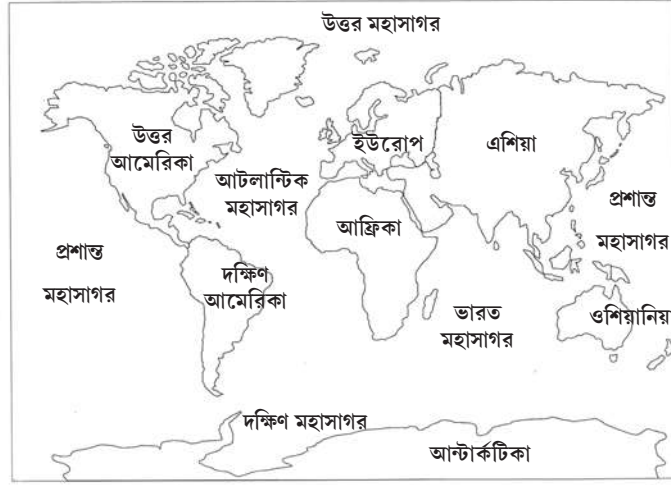 উত্তর মহাসাগর
উত্তর
আমেরিকা
ইউরোপ
এশিয়া
আটলান্টিক
মহাসাগর
আফ্রিকা
প্রশান্ত
মহাসাগর
প্রশান্ত
মহাসাগর
দক্ষিণ
আমেরিকা
ভারত
মহাসাগর
ওশিয়ানিয়া
দক্ষিণ মহাসাগর
আন্টার্কটিকা